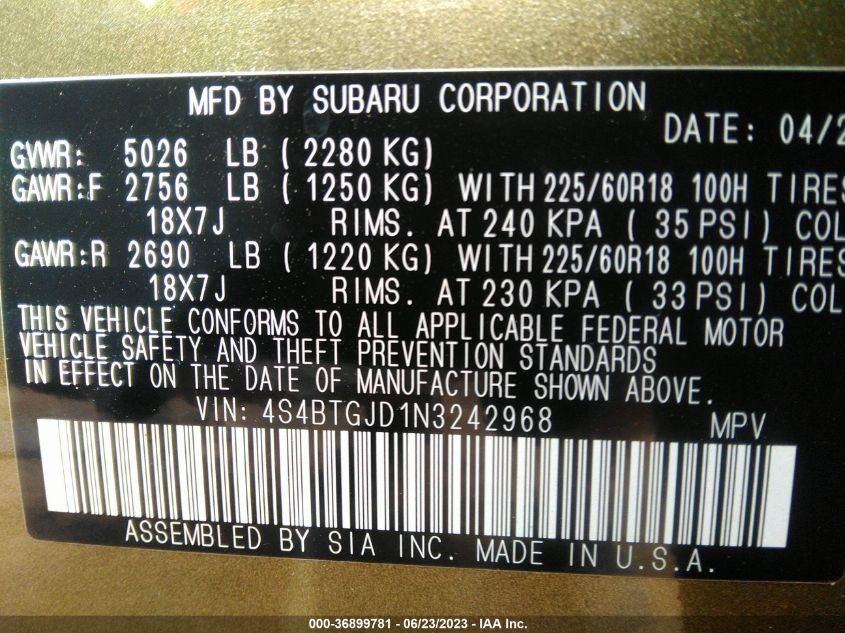 MFD BY SUBARU CORPORATION
DATE: 04/2
GVWR: 5026 LB ( 2280 KG)
GAWR:F 2756 LB ( 1250 KG) WITH 225/60R18 100H TIRES
18X7J RIMS. AT 240 KPA ( 35 PSI) COL
GAWR:R 2690 LB ( 1220 KG) WITH 225/60R18 100H TIRES
18X7J RIMS. AT 230 KPA ( 33 PSI) COL
THIS VEHICLE CONFORMS TO ALL APPLICABLE FEDERAL MOTOR
VEHICLE SAFETY AND THEFT PREVENTION STANDARDS
IN EFFECT ON THE DATE OF MANUFACTURE SHOWN ABOVE.
VIN: 4S4BTGJD1N3242968 MPV
ASSEMBLED BY SIA INC. MADE IN U.S.A.
000-36899781 - 06/23/2023 - IAA Inc.